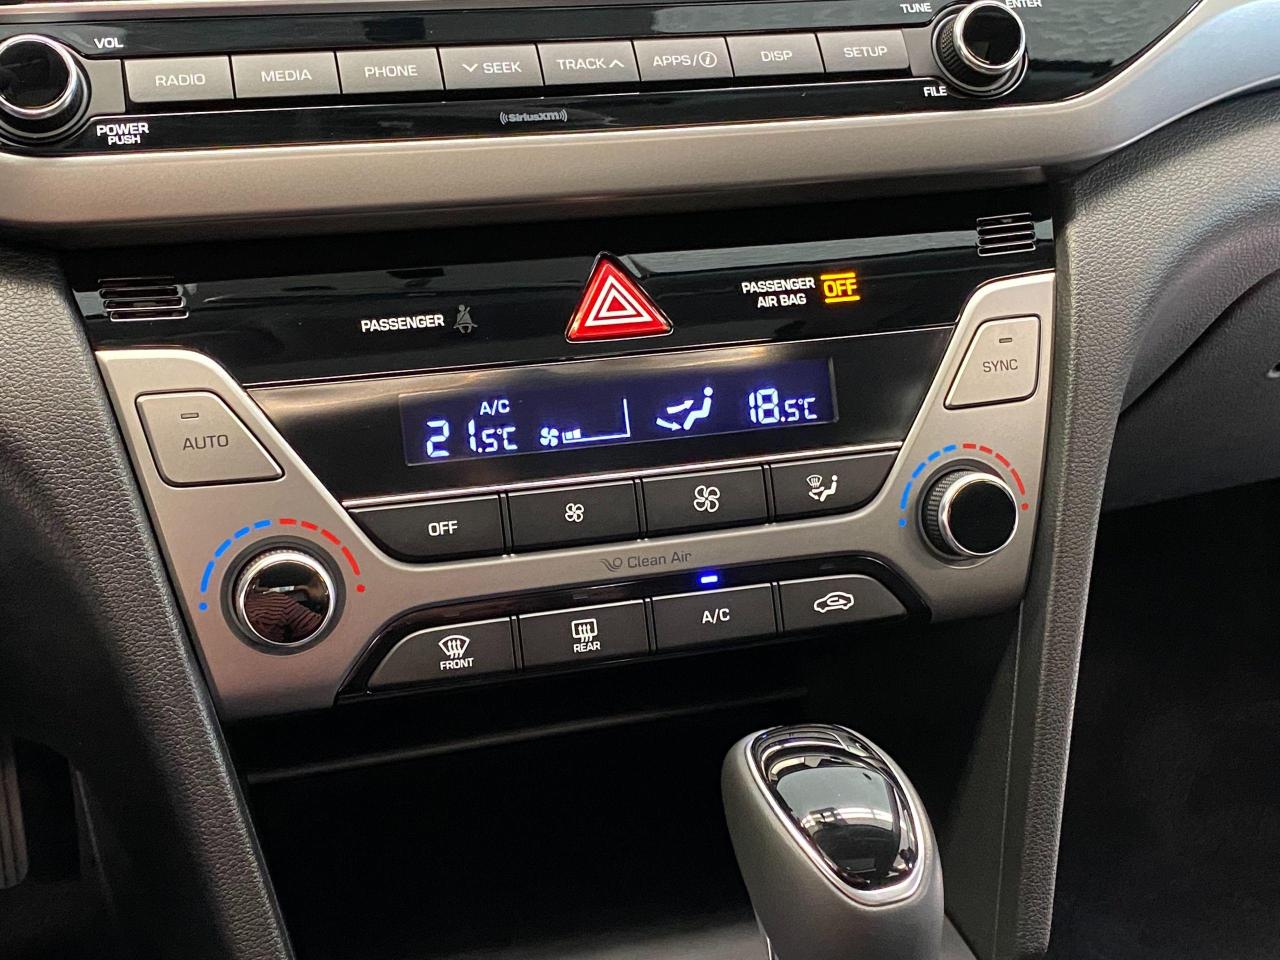 VOL
TUNE
ENTER
RADIO
MEDIA
PHONE
SEEK
TRACK
APPS/i
DISP
SETUP
FILE
POWER
PUSH
((SiriusXM))
PASSENGER
PASSENGER
AIR BAG
OFF
SYNC
AUTO
A/C
21.5°C
18.5°C
OFF
Clean Air
FRONT
REAR
A/C